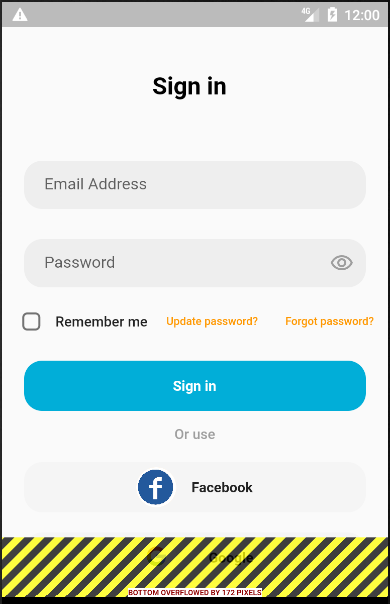 4G 12:00
Sign in
Email Address
Password
Remember me Update password? Forgot password?
Sign in
Or use
Facebook
Google
BOTTOM OVERFLOWED BY 172 PIXELS